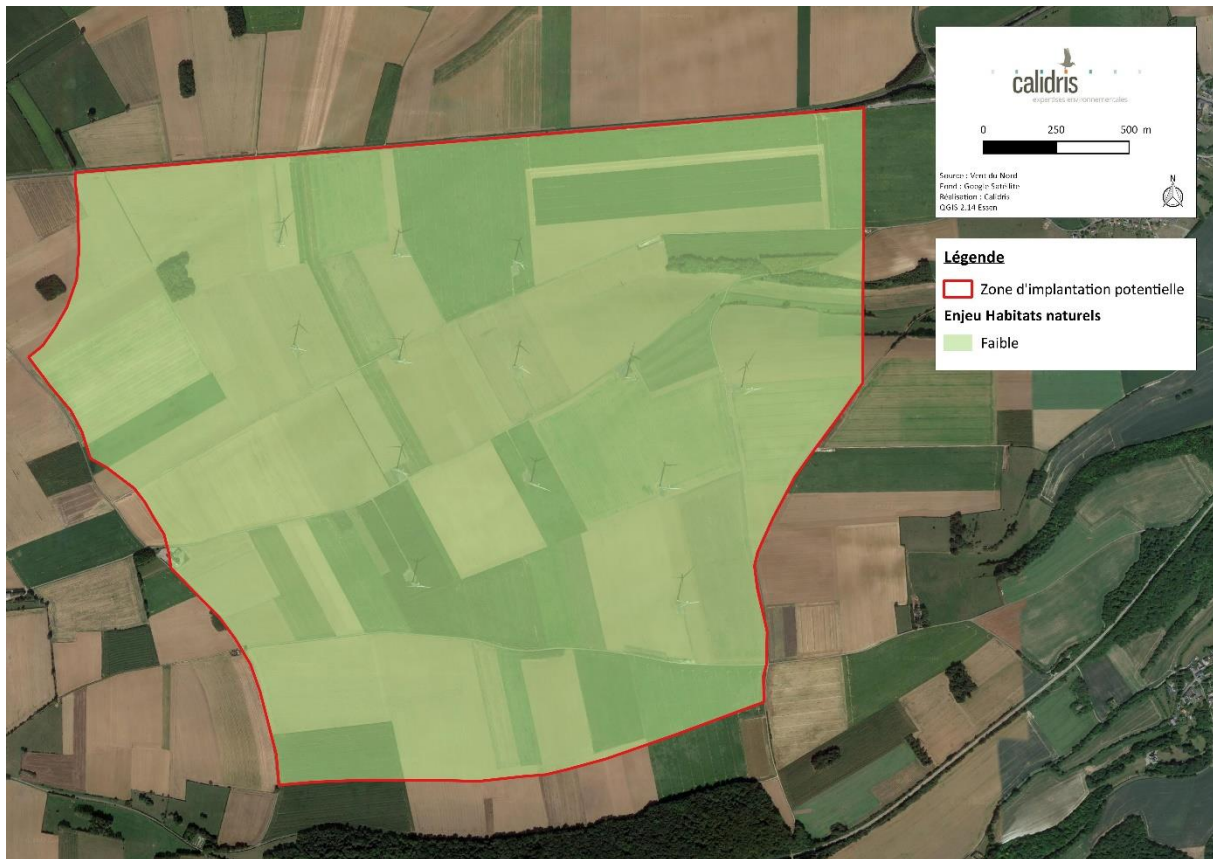 calidris
expertises environnementales
0 250 500 m
Source : Vent du Nord
Fond : Google Satellite
Réalisation : Calidris
QGIS 2.14 Essen
N
Légende
Zone d'implantation potentielle
Enjeu Habitats naturels
Faible